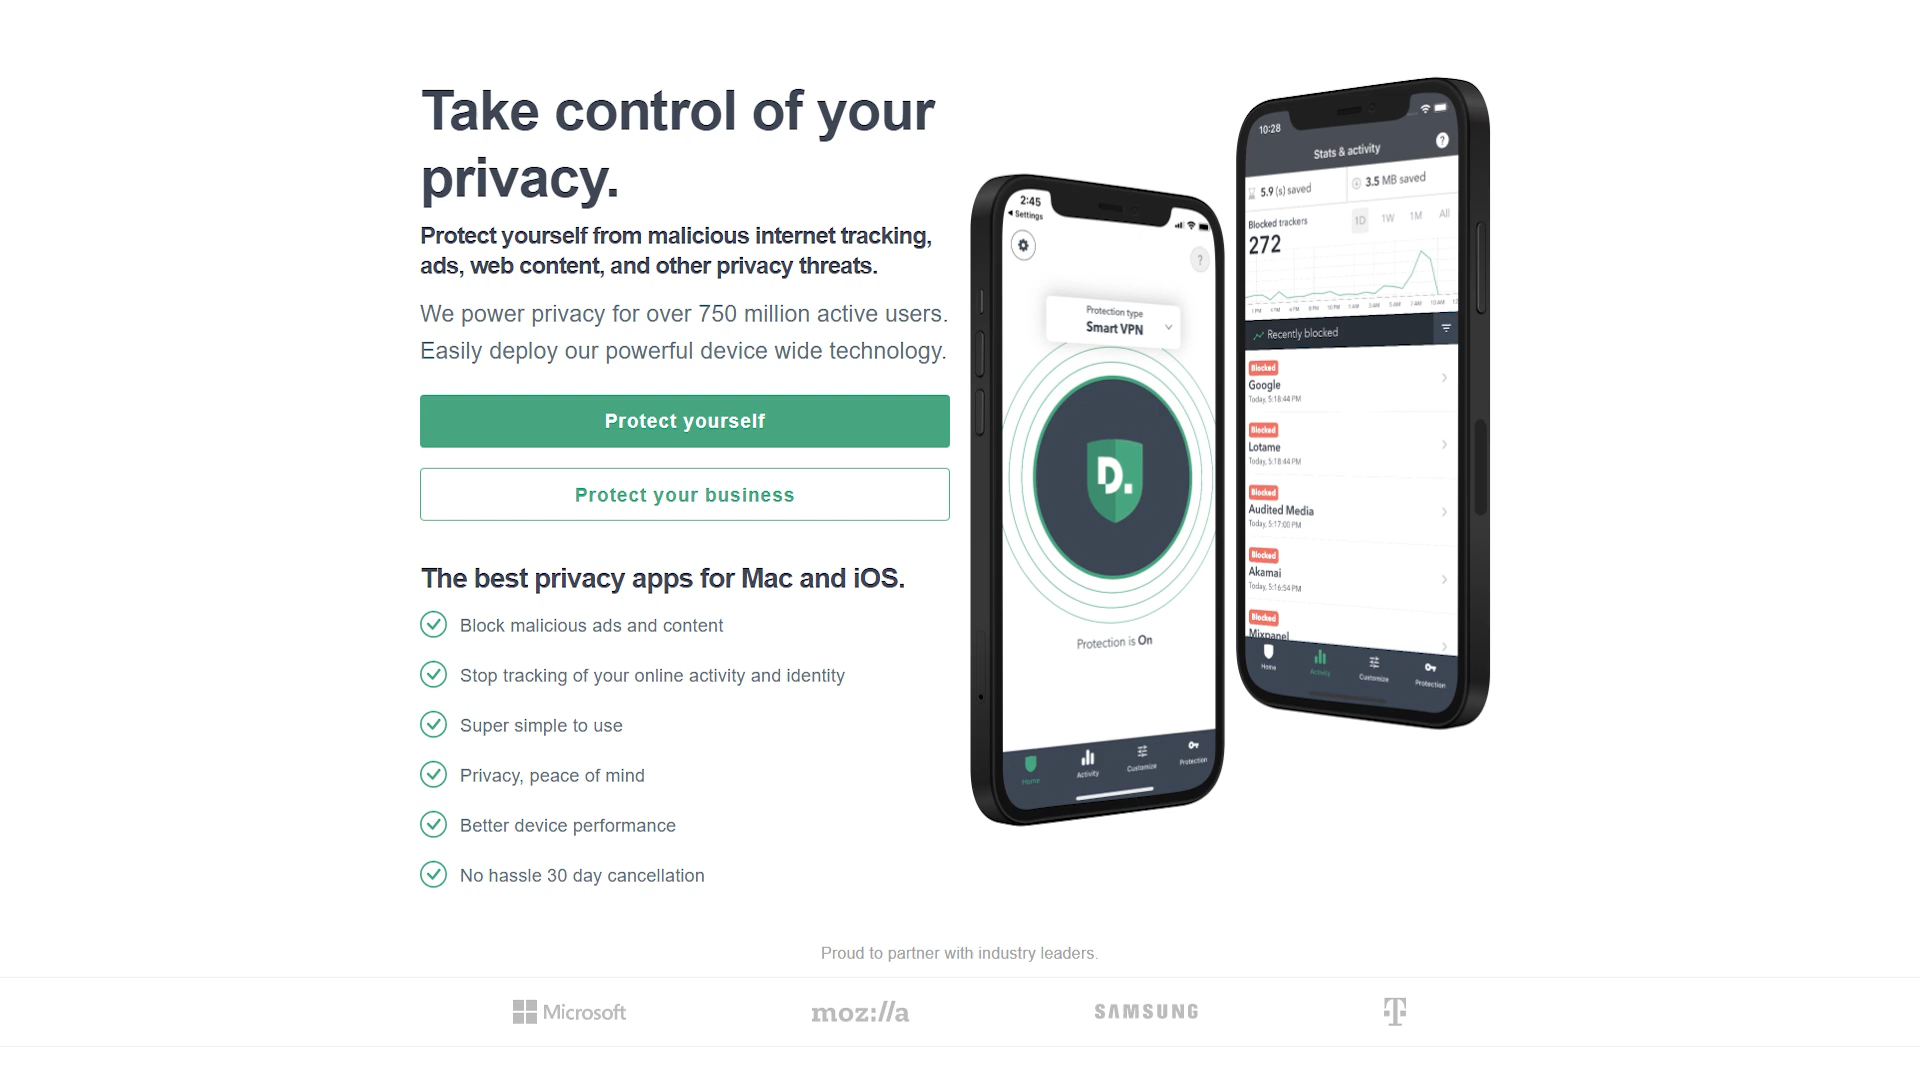 Take control of your
privacy.
Protect yourself from malicious internet tracking,
ads, web content, and other privacy threats.
We power privacy for over 750 million active users.
Easily deploy our powerful device wide technology.
Protect yourself
Protect your business
The best privacy apps for Mac and iOS.
Block malicious ads and content
Stop tracking of your online activity and identity
Super simple to use
Privacy, peace of mind
Better device performance
No hassle 30 day cancellation
2:45
Settings
?
Protection type
Smart VPN
D.
Protection is On
Home
Activity
Customize
Protection
10:28
Stats & activity
?
5.9 (s) saved
3.5 MB saved
Blocked trackers
272
1D 1W 1M All
Recently blocked
Blocked
Google
Today, 5:18:44 PM
Blocked
Lotame
Today, 5:18:44 PM
Blocked
Audited Media
Today, 5:17:00 PM
Blocked
Akamai
Today, 5:16:54 PM
Blocked
Mixpanel
Home
Activity
Customize
Protection
Proud to partner with industry leaders.
Microsoft
moz://a
SAMSUNG
T